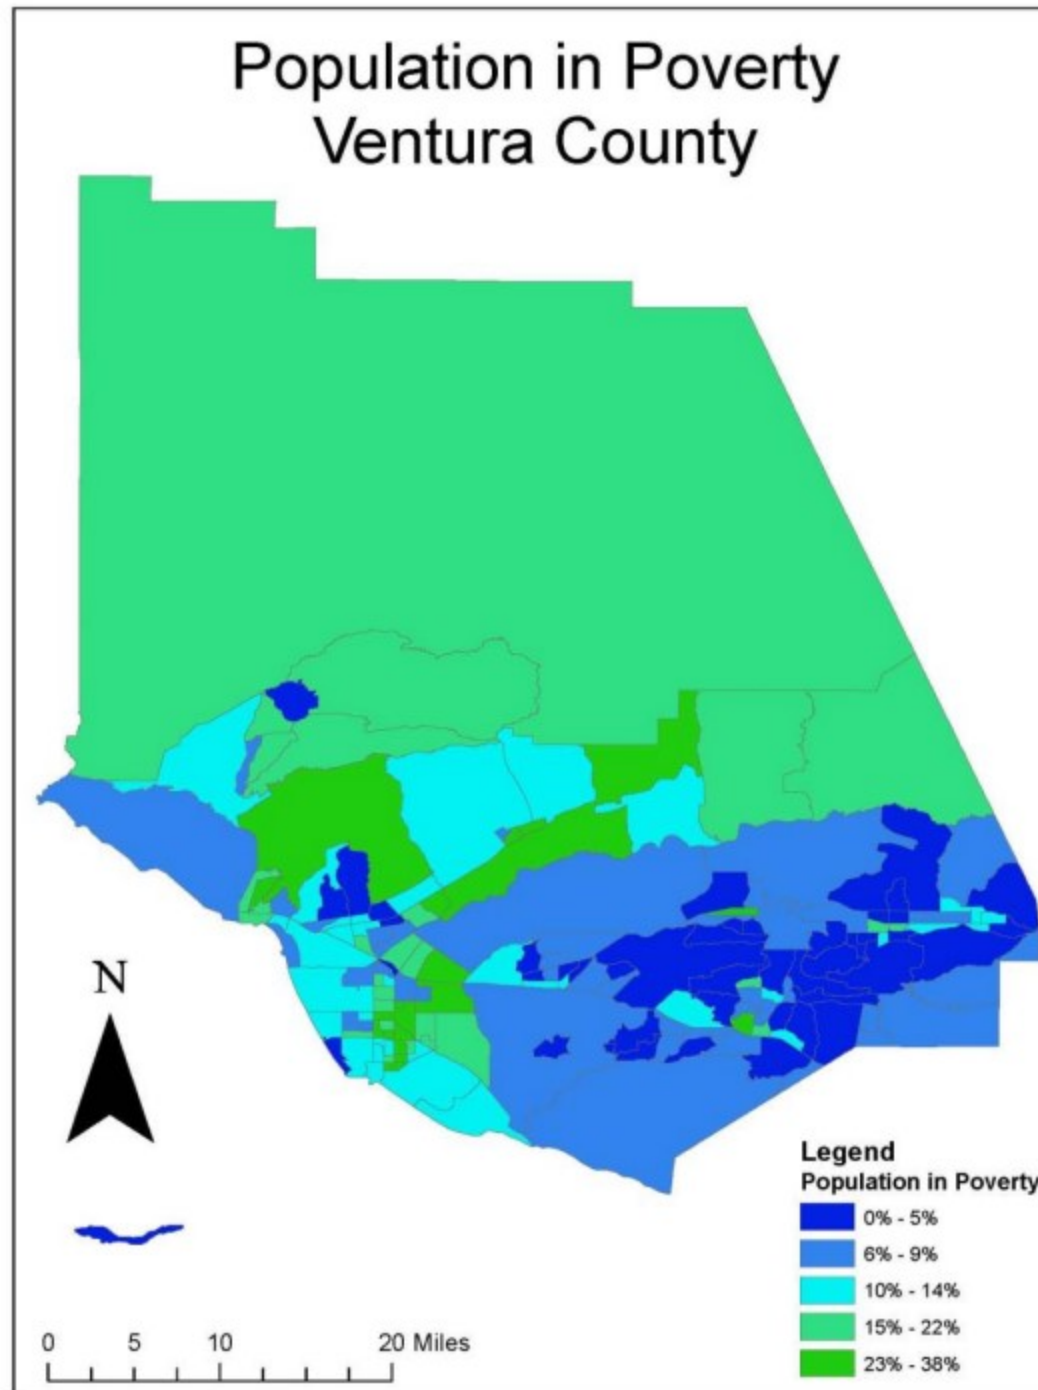 Population in Poverty
Ventura County
N
Legend
Population in Poverty
0% - 5%
6% - 9%
10% - 14%
15% - 22%
23% - 38%
0 5 10 20 Miles